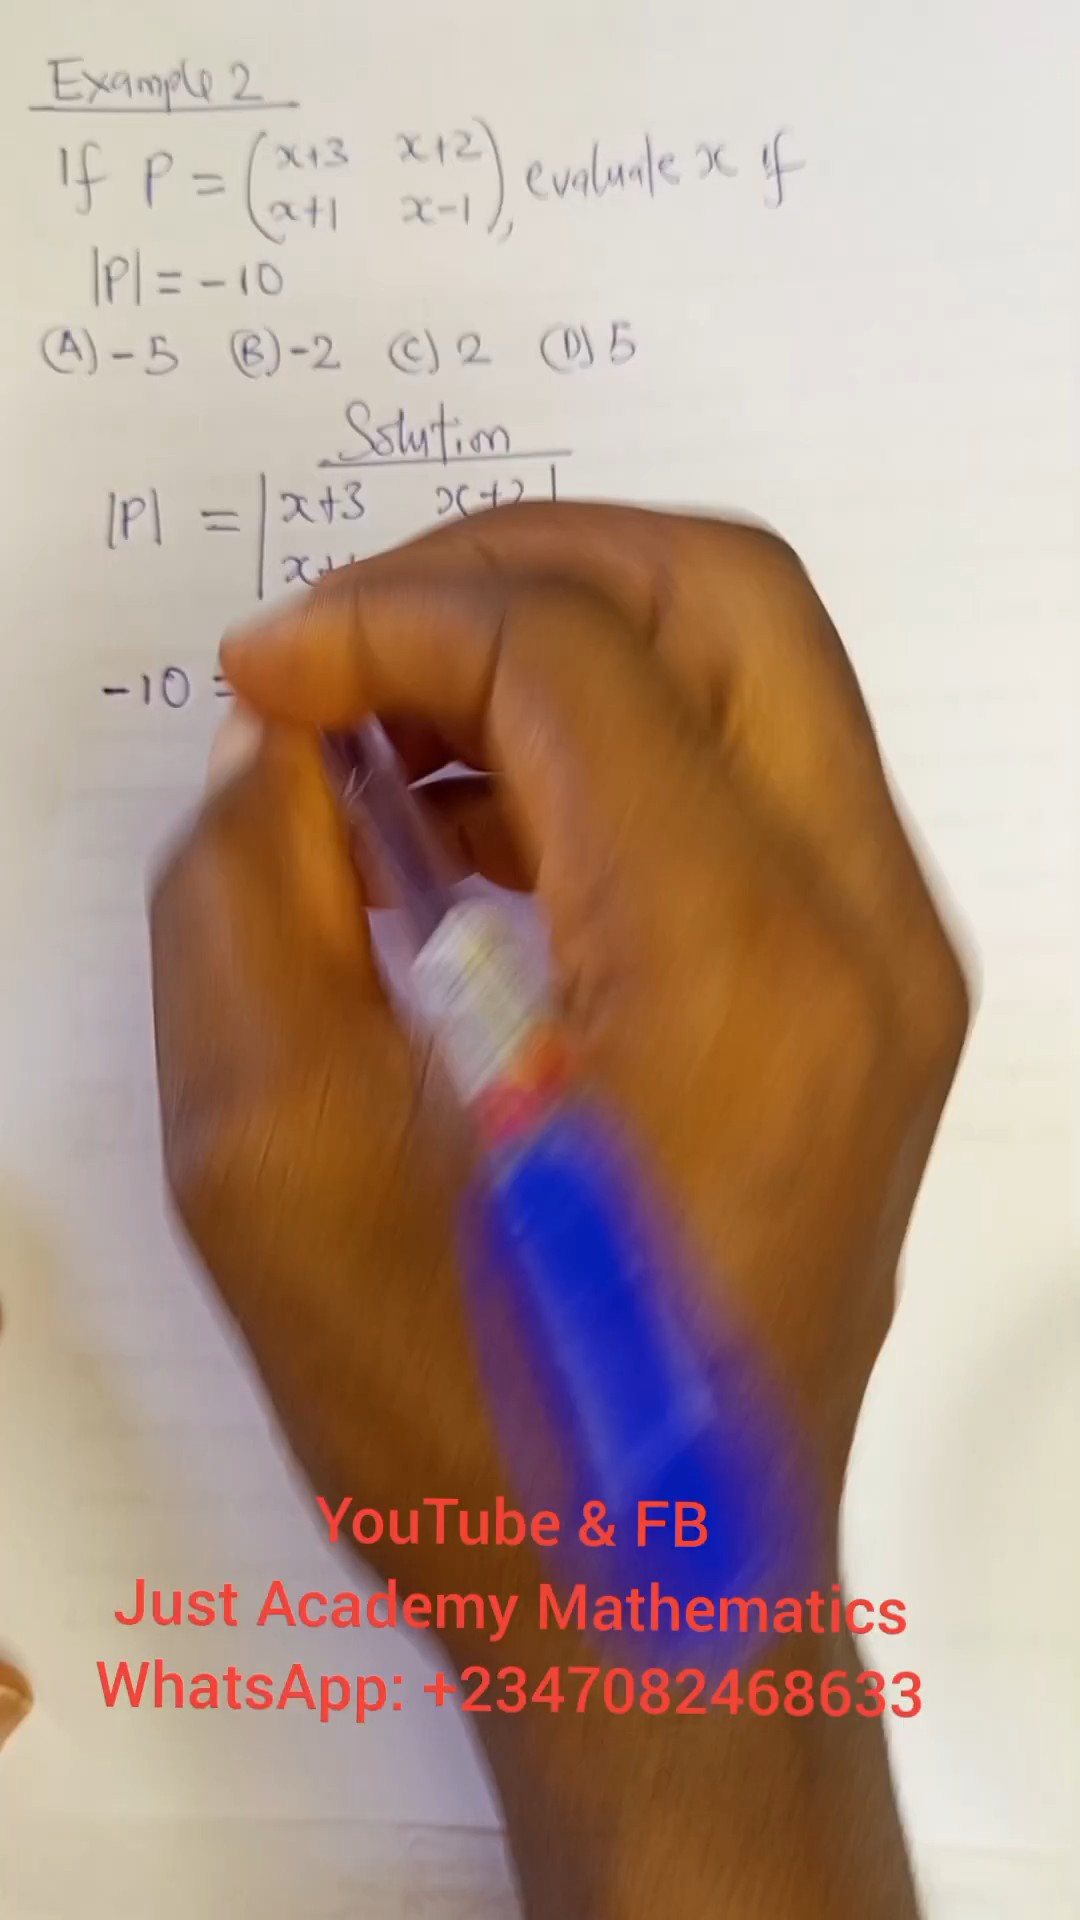 Example 2
If P = (x+3 x+2
x+1 x-1), evaluate x if
|P| = -10
(A) -5 (B) -2 (C) 2 (D) 5
Solution
|P| = |x+3 x+2|
-10 =
YouTube & FB
Just Academy Mathematics
WhatsApp: +2347082468633